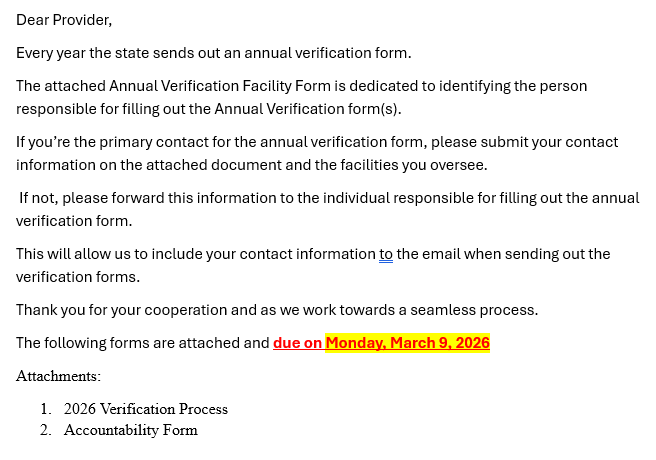 Dear Provider,
Every year the state sends out an annual verification form.
The attached Annual Verification Facility Form is dedicated to identifying the person
responsible for filling out the Annual Verification form(s).
If you’re the primary contact for the annual verification form, please submit your contact
information on the attached document and the facilities you oversee.
If not, please forward this information to the individual responsible for filling out the annual
verification form.
This will allow us to include your contact information to the email when sending out the
verification forms.
Thank you for your cooperation and as we work towards a seamless process.
The following forms are attached and due on Monday, March 9, 2026
Attachments:
1. 2026 Verification Process
2. Accountability Form